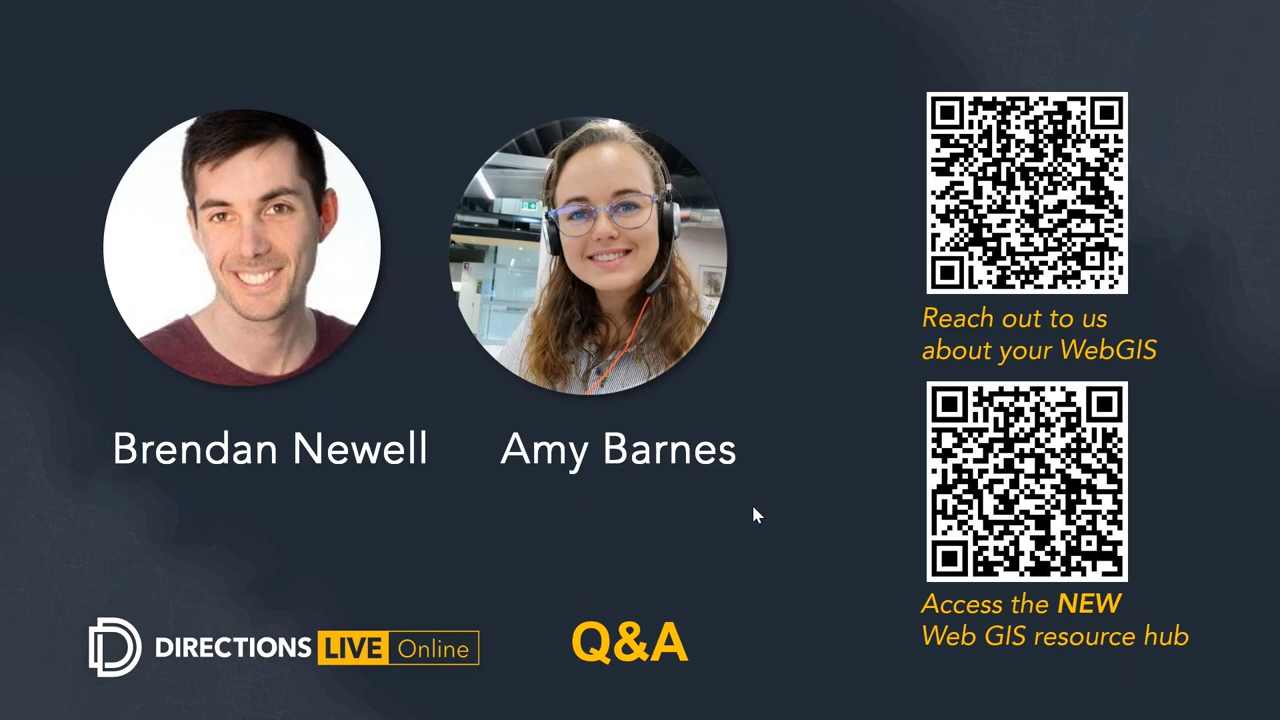 Brendan Newell
Amy Barnes
Reach out to us
about your WebGIS
Access the NEW
Web GIS resource hub
DIRECTIONS LIVE Online
Q&A